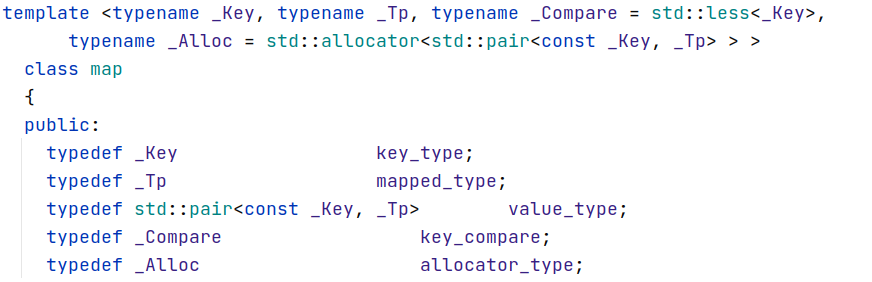 template <typename _Key, typename _Tp, typename _Compare = std::less<_Key>,
typename _Alloc = std::allocator<std::pair<const _Key, _Tp> > >
class map
{
public:
typedef _Key key_type;
typedef _Tp mapped_type;
typedef std::pair<const _Key, _Tp> value_type;
typedef _Compare key_compare;
typedef _Alloc allocator_type;